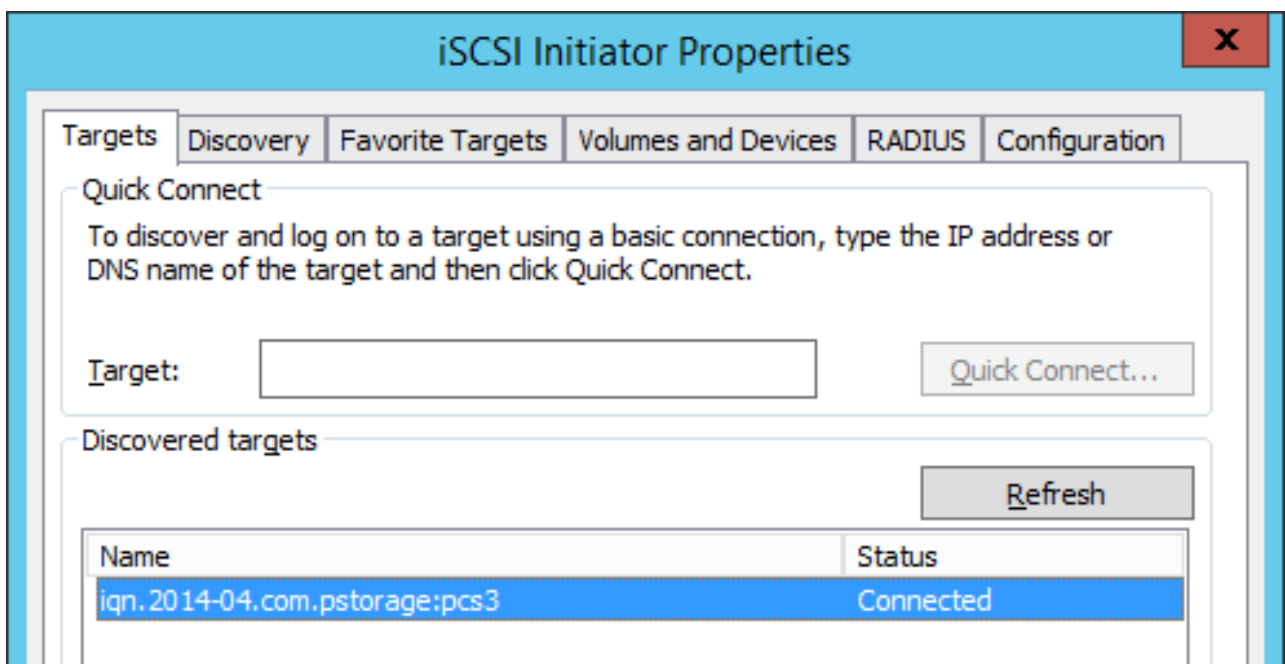 iSCSI Initiator Properties
x
Targets Discovery Favorite Targets Volumes and Devices RADIUS Configuration
Quick Connect
To discover and log on to a target using a basic connection, type the IP address or
DNS name of the target and then click Quick Connect.
Target: Quick Connect...
Discovered targets
Refresh
Name Status
iqn.2014-04.com.pstorage:pcs3 Connected